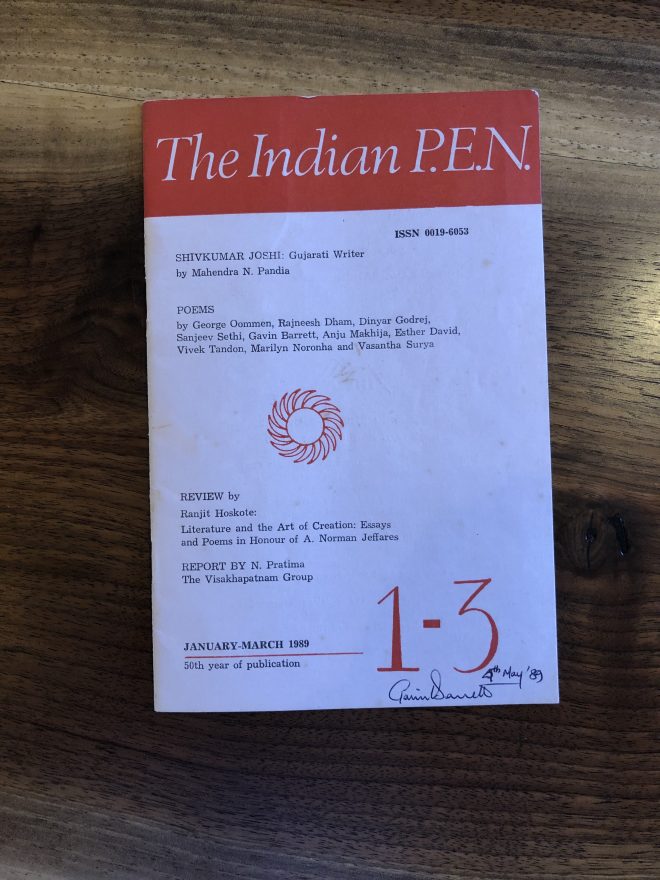 The Indian P.E.N.
ISSN 0019-6053
SHIVKUMAR JOSHI: Gujarati Writer
by Mahendra N. Pandia
POEMS
by George Oommen, Rajneesh Dham, Dinyar Godrej,
Sanjeev Sethi, Gavin Barrett, Anju Makhija, Esther David,
Vivek Tandon, Marilyn Noronha and Vasantha Surya
REVIEW by
Ranjit Hoskote:
Literature and the Art of Creation: Essays
and Poems in Honour of A. Norman Jeffares
REPORT BY N. Pratima
The Visakhapatnam Group
1-3
JANUARY-MARCH 1989
50th year of publication
4th May '89
Gavin Barrett